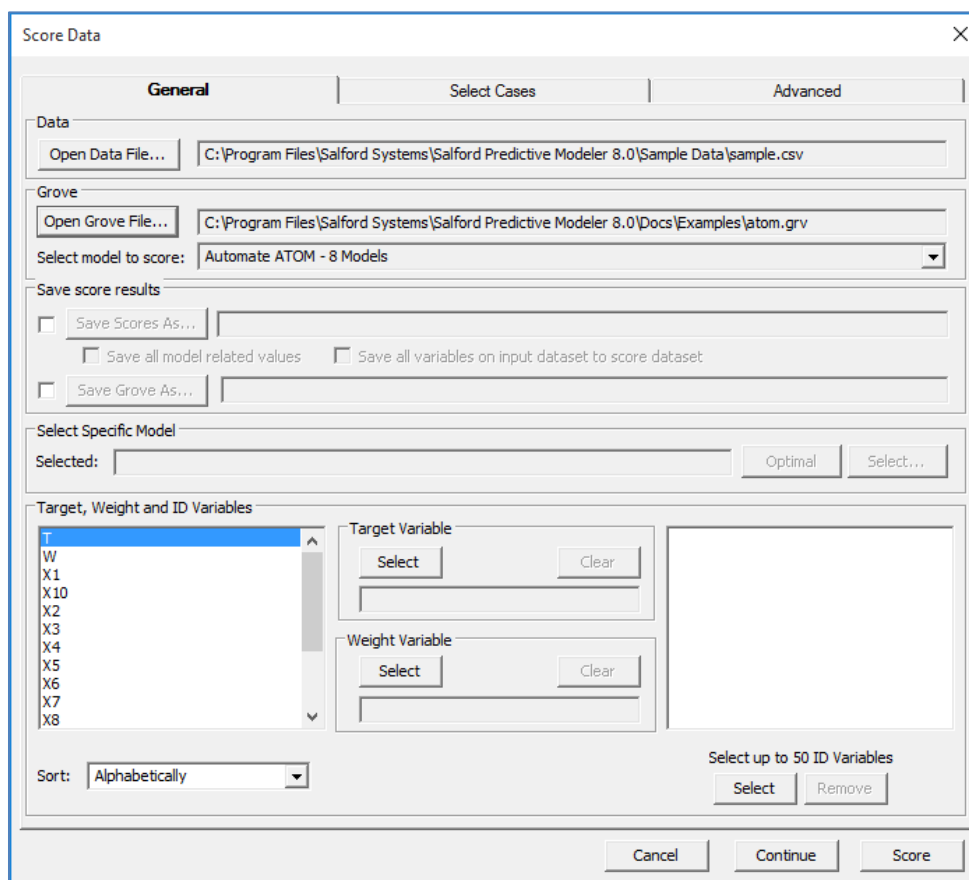 Score Data
General Select Cases Advanced
Data
Open Data File... C:\Program Files\Salford Systems\Salford Predictive Modeler 8.0\Sample Data\sample.csv
Grove
Open Grove File... C:\Program Files\Salford Systems\Salford Predictive Modeler 8.0\Docs\Examples\atom.grv
Select model to score: Automate ATOM - 8 Models
Save score results
Save Scores As...
Save all model related values Save all variables on input dataset to score dataset
Save Grove As...
Select Specific Model
Selected: Optimal Select...
Target, Weight and ID Variables
T
W
X1
X10
X2
X3
X4
X5
X6
X7
X8
Sort: Alphabetically
Target Variable
Select Clear
Weight Variable
Select Clear
Select up to 50 ID Variables
Select Remove
Cancel Continue Score